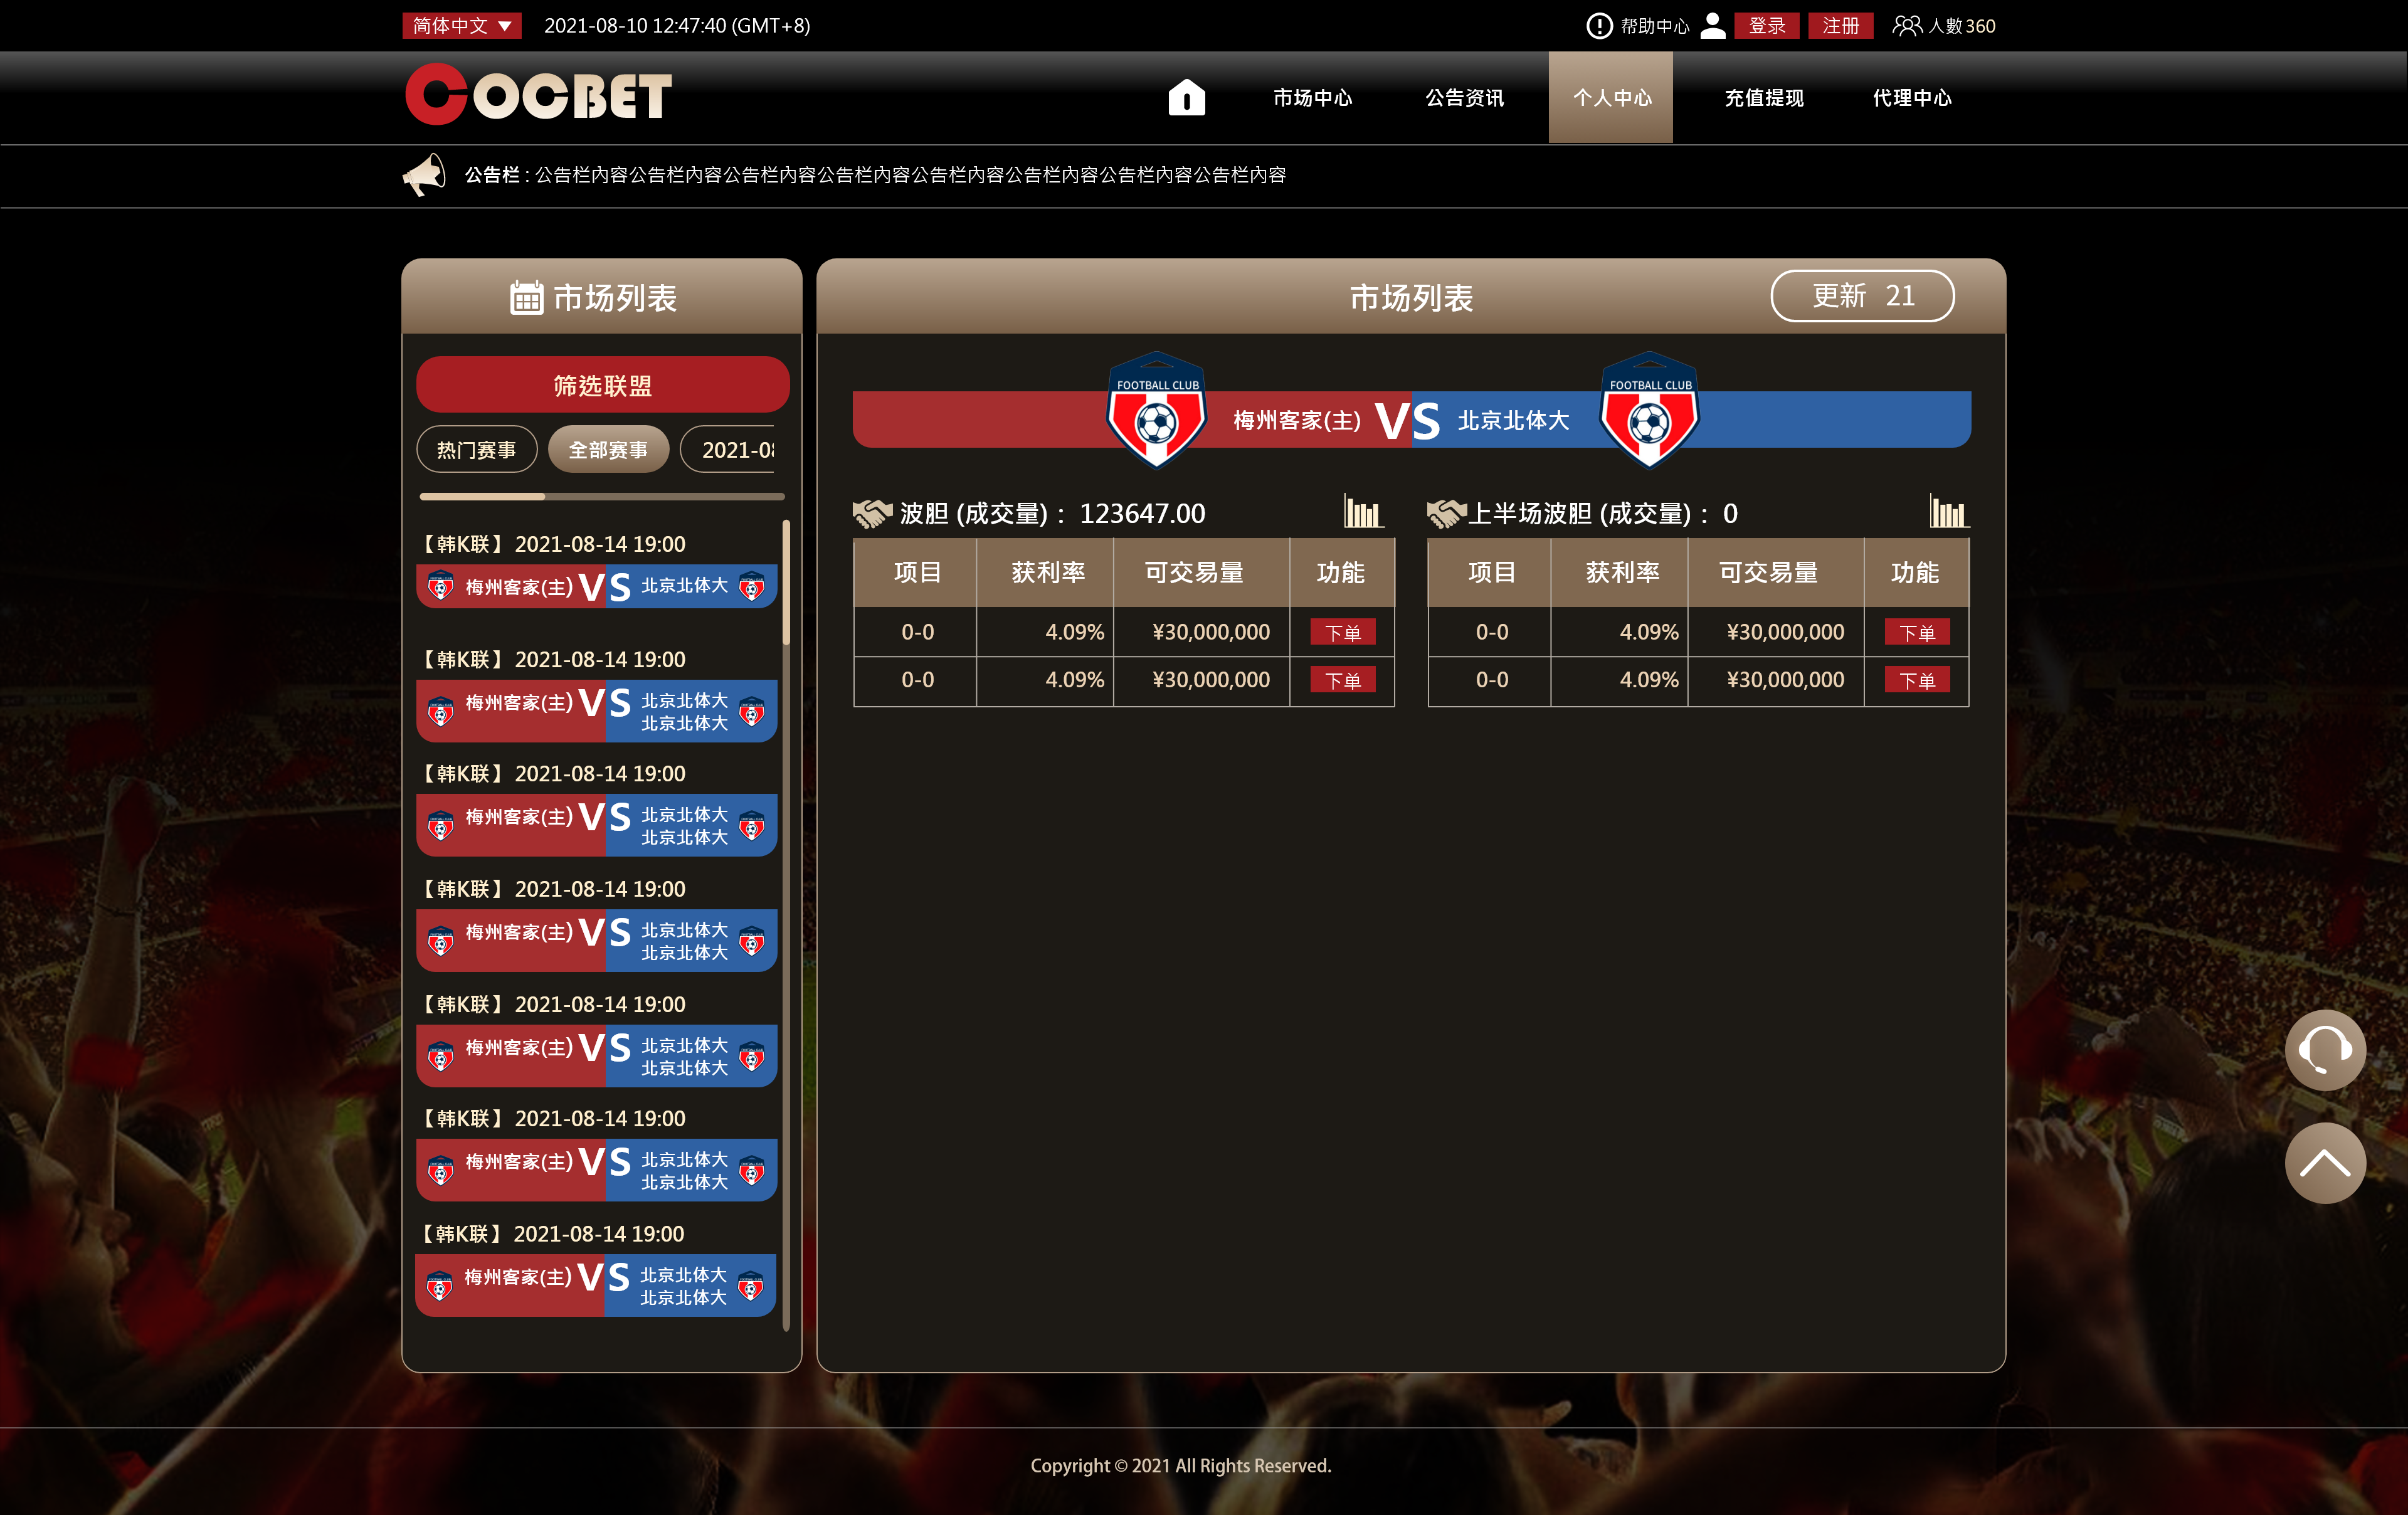 简体中文 ▼ 2021-08-10 12:47:40 (GMT+8) 帮助中心 登录 注册 人數 360
COCBET 市场中心 公告资讯 个人中心 充值提现 代理中心
公告栏 : 公告栏內容公告栏內容公告栏內容公告栏內容公告栏內容公告栏內容公告栏內容公告栏內容
市场列表
筛选联盟
热门赛事 全部赛事 2021-08
【韩K联】 2021-08-14 19:00
梅州客家(主) VS 北京北体大
【韩K联】 2021-08-14 19:00
梅州客家(主) VS 北京北体大
北京北体大
【韩K联】 2021-08-14 19:00
梅州客家(主) VS 北京北体大
北京北体大
【韩K联】 2021-08-14 19:00
梅州客家(主) VS 北京北体大
北京北体大
【韩K联】 2021-08-14 19:00
梅州客家(主) VS 北京北体大
北京北体大
【韩K联】 2021-08-14 19:00
梅州客家(主) VS 北京北体大
北京北体大
【韩K联】 2021-08-14 19:00
梅州客家(主) VS 北京北体大
北京北体大
市场列表 更新 21
FOOTBALL CLUB FOOTBALL CLUB
梅州客家(主) VS 北京北体大
波胆 (成交量) : 123647.00
项目 获利率 可交易量 功能
0-0 4.09% ¥30,000,000 下单
0-0 4.09% ¥30,000,000 下单
上半场波胆 (成交量) : 0
项目 获利率 可交易量 功能
0-0 4.09% ¥30,000,000 下单
0-0 4.09% ¥30,000,000 下单
Copyright © 2021 All Rights Reserved.